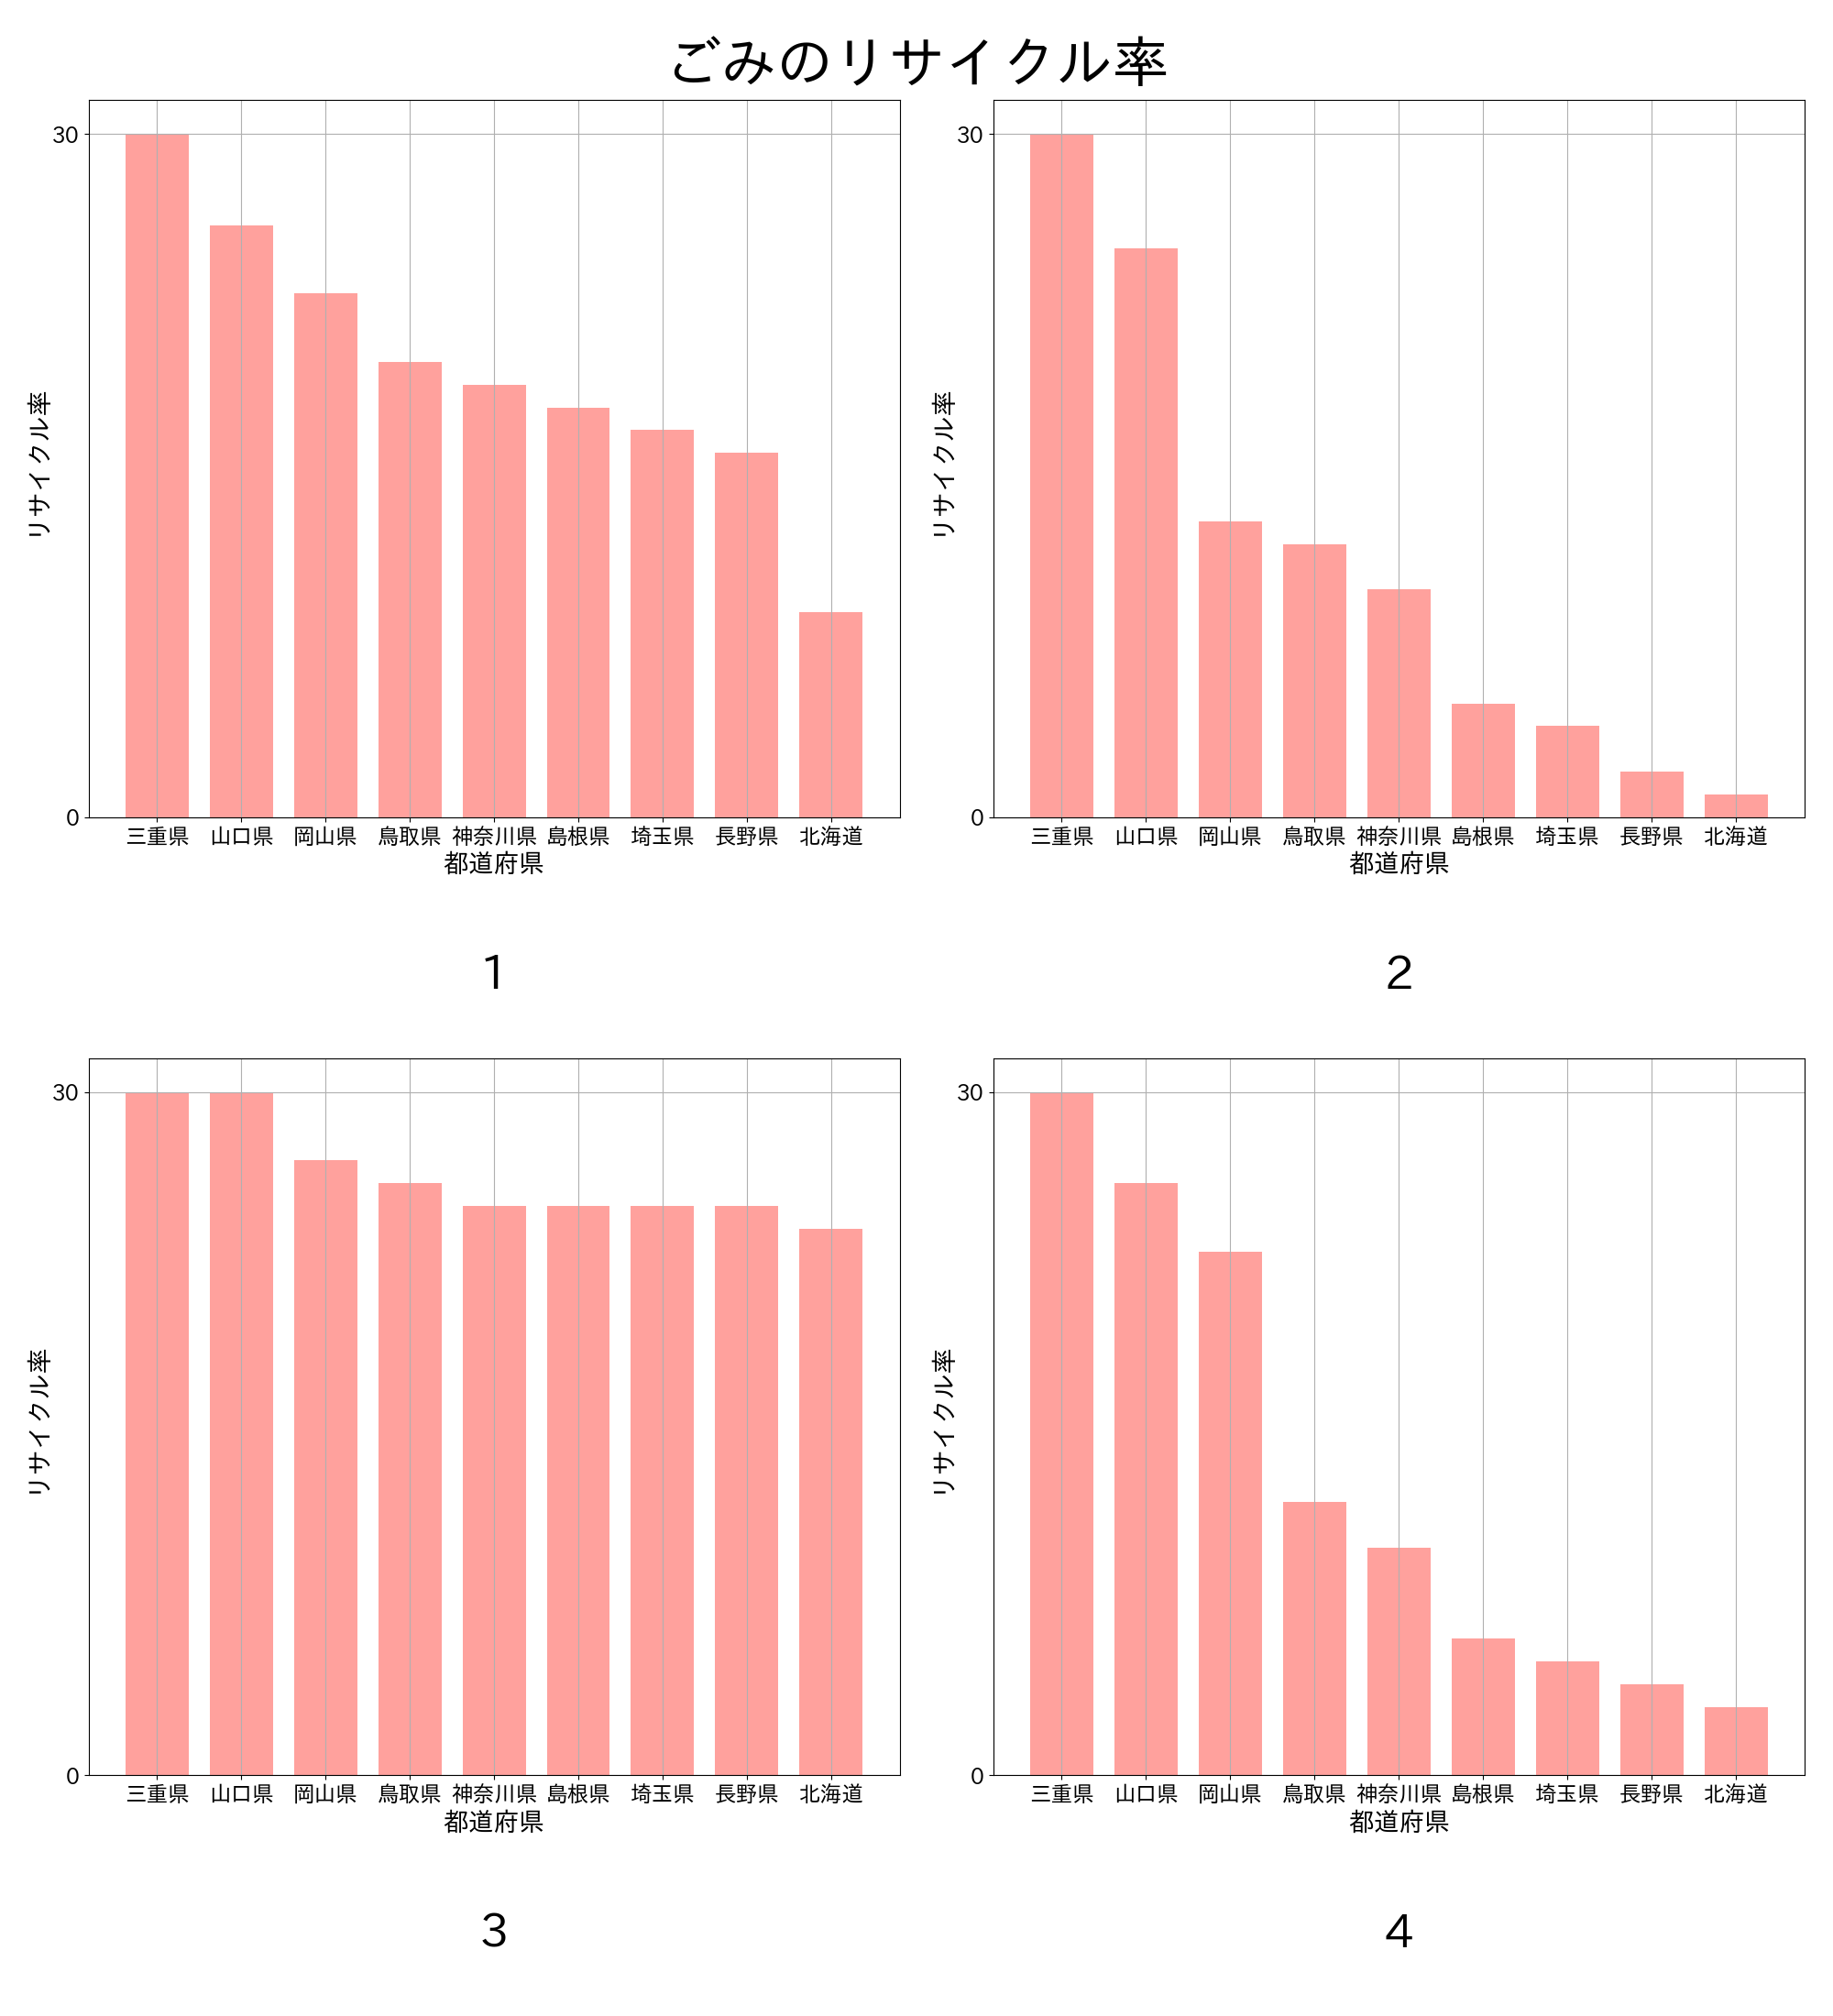 ごみのリサイクル率
30
0
リサイクル率
三重県 山口県 岡山県 鳥取県 神奈川県 島根県 埼玉県 長野県 北海道
都道府県
1
30
0
リサイクル率
三重県 山口県 岡山県 鳥取県 神奈川県 島根県 埼玉県 長野県 北海道
都道府県
2
30
0
リサイクル率
三重県 山口県 岡山県 鳥取県 神奈川県 島根県 埼玉県 長野県 北海道
都道府県
3
30
0
リサイクル率
三重県 山口県 岡山県 鳥取県 神奈川県 島根県 埼玉県 長野県 北海道
都道府県
4